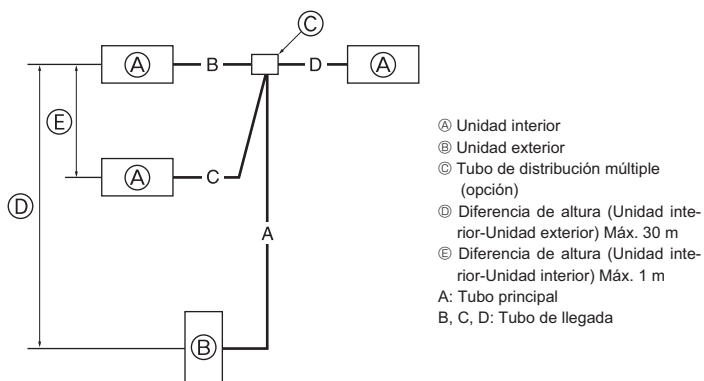 Ⓒ
Ⓐ B D Ⓐ
Ⓔ
Ⓐ C
Ⓓ
A
Ⓑ
Ⓐ Unidad interior
Ⓑ Unidad exterior
Ⓒ Tubo de distribución múltiple
(opción)
Ⓓ Diferencia de altura (Unidad inte-
rior-Unidad exterior) Máx. 30 m
Ⓔ Diferencia de altura (Unidad inte-
rior-Unidad interior) Máx. 1 m
A: Tubo principal
B, C, D: Tubo de llegada